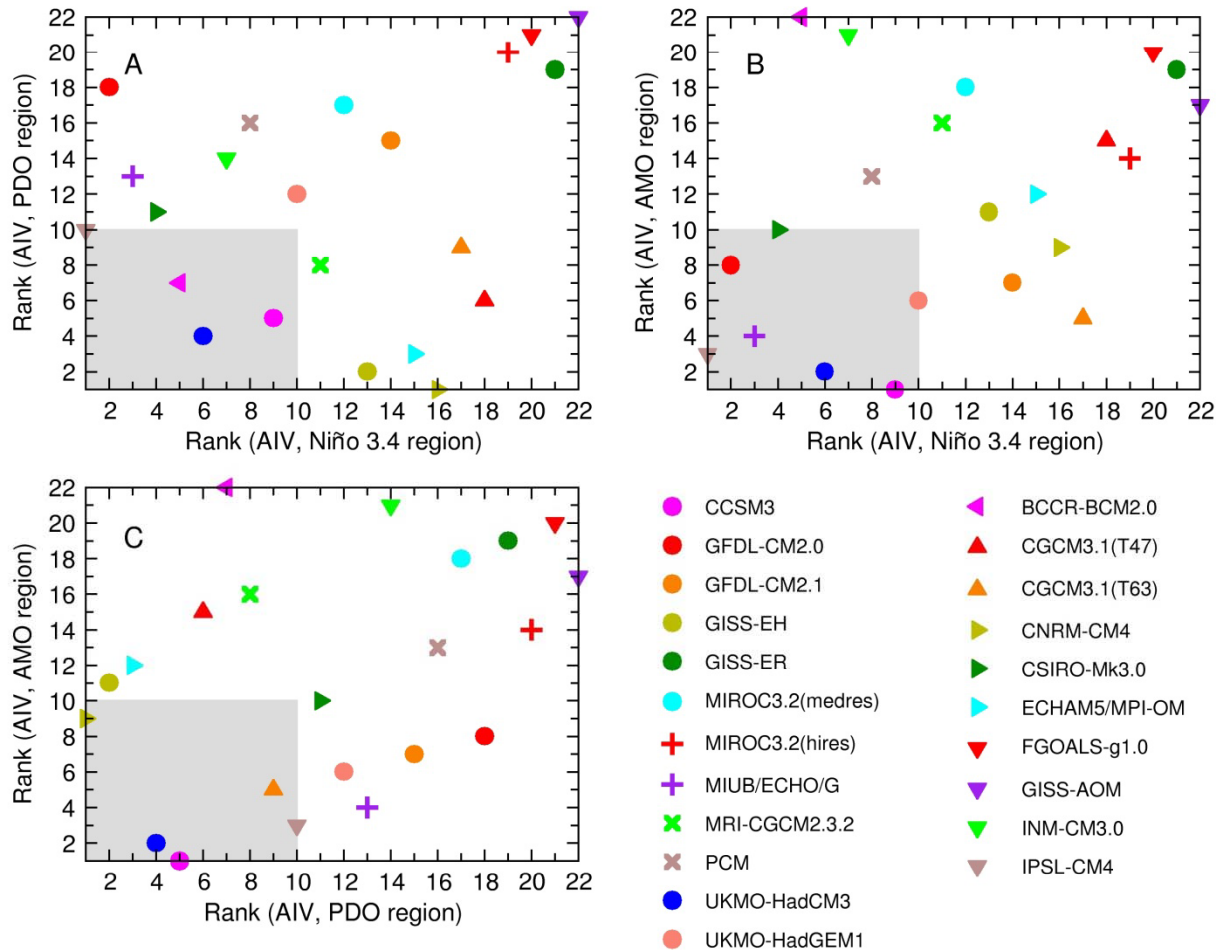 A
22
20
18
16
14
12
10
8
6
4
2
Rank (AIV, PDO region)
2 4 6 8 10 12 14 16 18 20 22
Rank (AIV, Niño 3.4 region)
B
22
20
18
16
14
12
10
8
6
4
2
Rank (AIV, AMO region)
2 4 6 8 10 12 14 16 18 20 22
Rank (AIV, Niño 3.4 region)
C
22
20
18
16
14
12
10
8
6
4
2
Rank (AIV, AMO region)
2 4 6 8 10 12 14 16 18 20 22
Rank (AIV, PDO region)
CCSM3
GFDL-CM2.0
GFDL-CM2.1
GISS-EH
GISS-ER
MIROC3.2(medres)
MIROC3.2(hires)
MIUB/ECHO/G
MRI-CGCM2.3.2
PCM
UKMO-HadCM3
UKMO-HadGEM1
BCCR-BCM2.0
CGCM3.1(T47)
CGCM3.1(T63)
CNRM-CM4
CSIRO-Mk3.0
ECHAM5/MPI-OM
FGOALS-g1.0
GISS-AOM
INM-CM3.0
IPSL-CM4